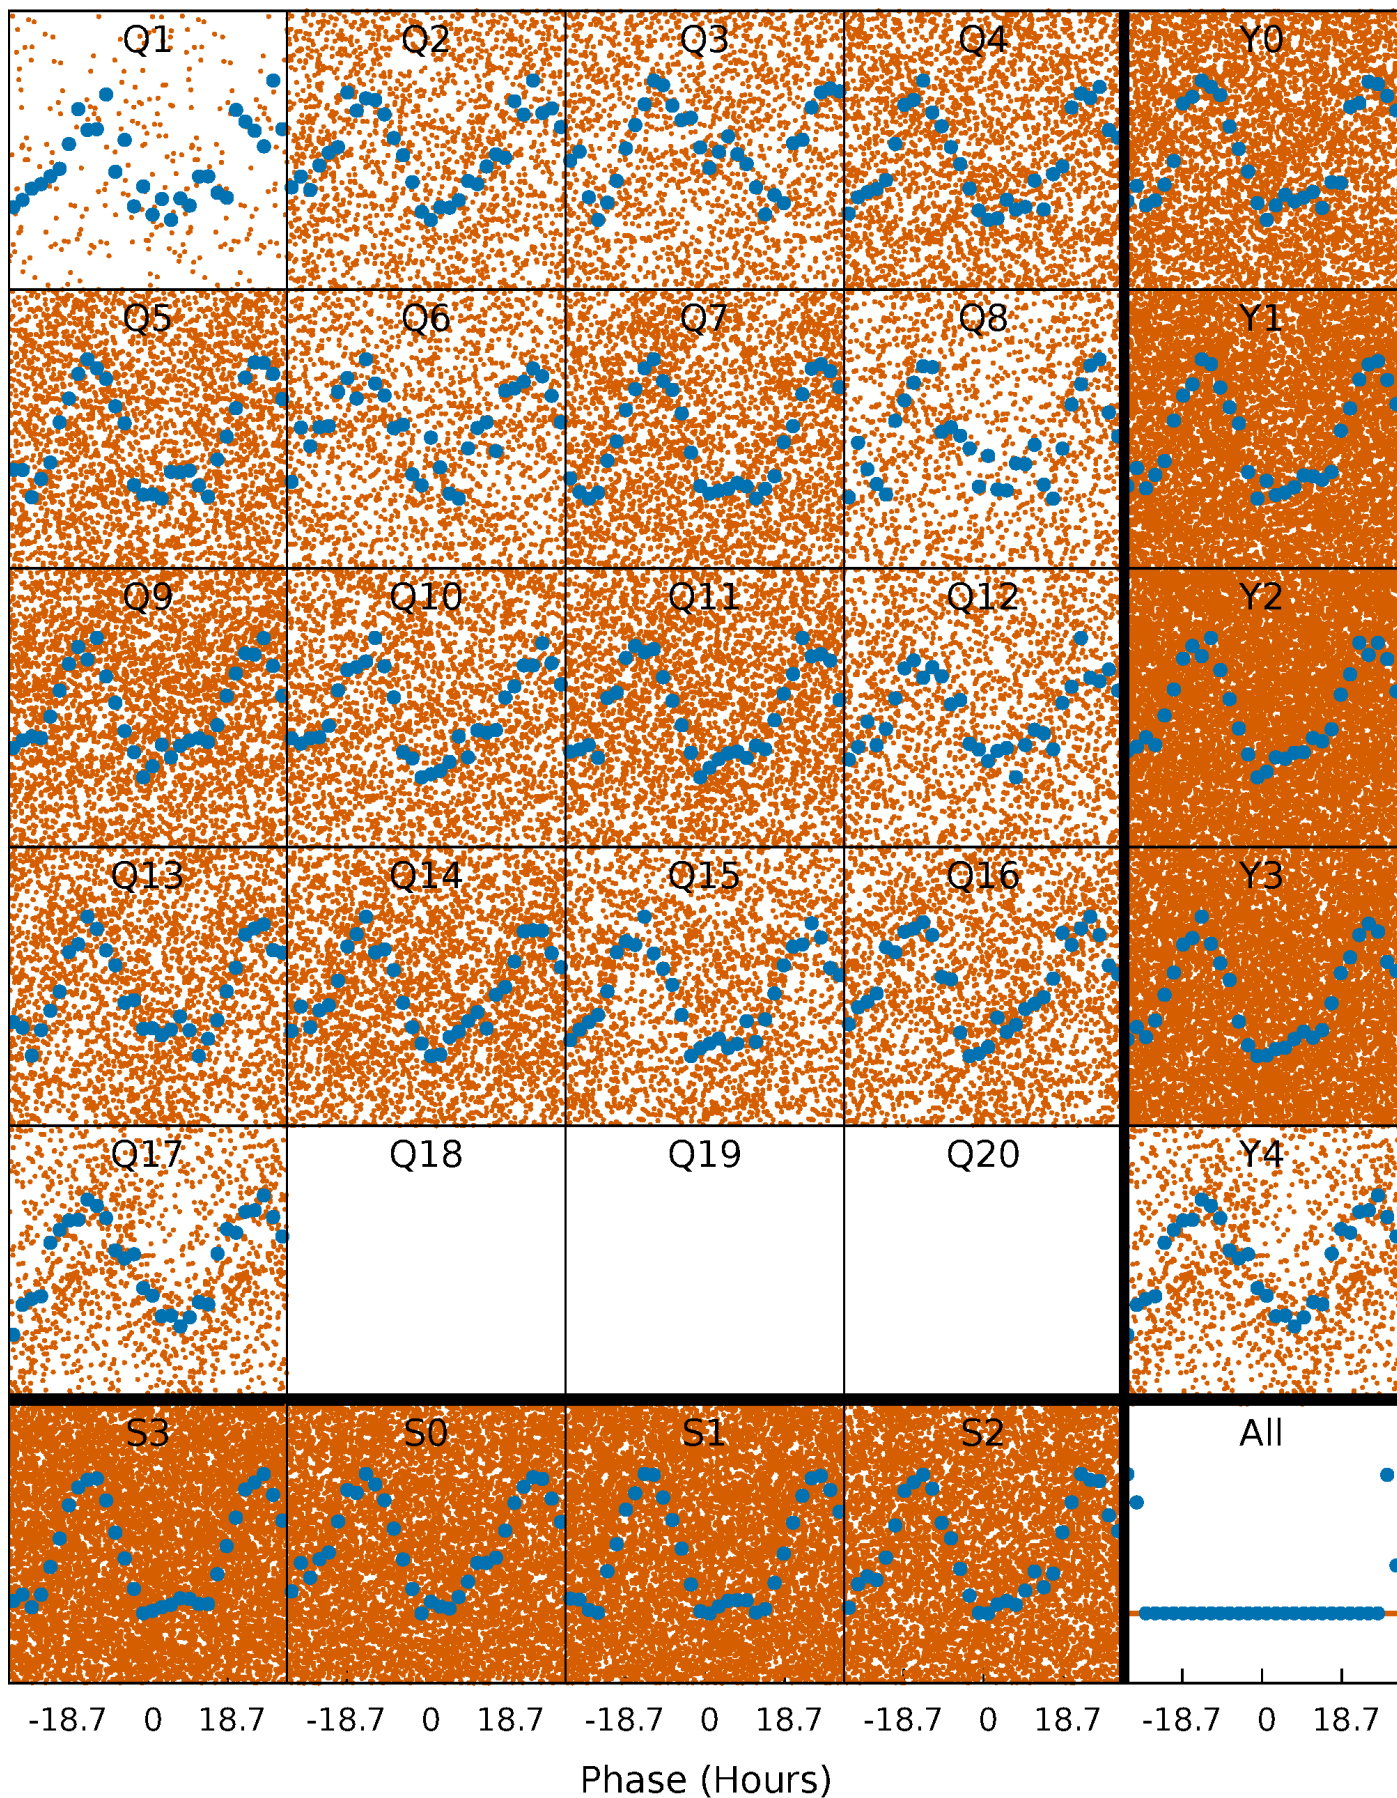 Q1 Q2 Q3 Q4 Y0
Q5 Q6 Q7 Q8 Y1
Q9 Q10 Q11 Q12 Y2
Q13 Q14 Q15 Q16 Y3
Q17 Q18 Q19 Q20 Y4
S3 S0 S1 S2 All
-18.7 0 18.7 -18.7 0 18.7 -18.7 0 18.7 -18.7 0 18.7 -18.7 0 18.7
Phase (Hours)